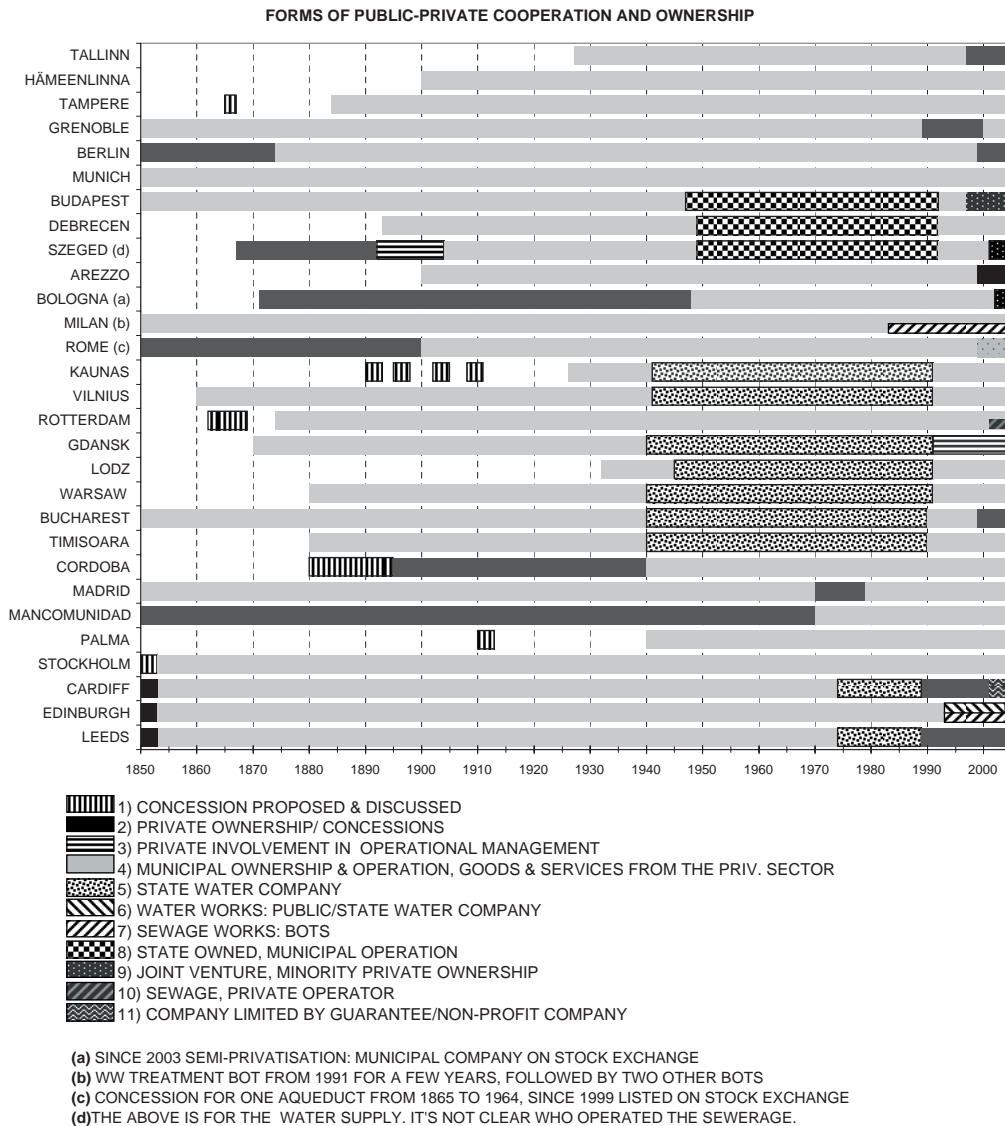 FORMS OF PUBLIC-PRIVATE COOPERATION AND OWNERSHIP
TALLINN
HÄMEENLINNA
TAMPERE
GRENOBLE
BERLIN
MUNICH
BUDAPEST
DEBRECEN
SZEGED (d)
AREZZO
BOLOGNA (a)
MILAN (b)
ROME (c)
KAUNAS
VILNIUS
ROTTERDAM
GDANSK
LODZ
WARSAW
BUCHAREST
TIMISOARA
CORDOBA
MADRID
MANCOMUNIDAD
PALMA
STOCKHOLM
CARDIFF
EDINBURGH
LEEDS
1850 1860 1870 1880 1890 1900 1910 1920 1930 1940 1950 1960 1970 1980 1990 2000
1) CONCESSION PROPOSED & DISCUSSED
2) PRIVATE OWNERSHIP/ CONCESSIONS
3) PRIVATE INVOLVEMENT IN OPERATIONAL MANAGEMENT
4) MUNICIPAL OWNERSHIP & OPERATION, GOODS & SERVICES FROM THE PRIV. SECTOR
5) STATE WATER COMPANY
6) WATER WORKS: PUBLIC/STATE WATER COMPANY
7) SEWAGE WORKS: BOTS
8) STATE OWNED, MUNICIPAL OPERATION
9) JOINT VENTURE, MINORITY PRIVATE OWNERSHIP
10) SEWAGE, PRIVATE OPERATOR
11) COMPANY LIMITED BY GUARANTEE/NON-PROFIT COMPANY
(a) SINCE 2003 SEMI-PRIVATISATION: MUNICIPAL COMPANY ON STOCK EXCHANGE
(b) WW TREATMENT BOT FROM 1991 FOR A FEW YEARS, FOLLOWED BY TWO OTHER BOTS
(c) CONCESSION FOR ONE AQUEDUCT FROM 1865 TO 1964, SINCE 1999 LISTED ON STOCK EXCHANGE
(d)THE ABOVE IS FOR THE WATER SUPPLY. IT'S NOT CLEAR WHO OPERATED THE SEWERAGE.